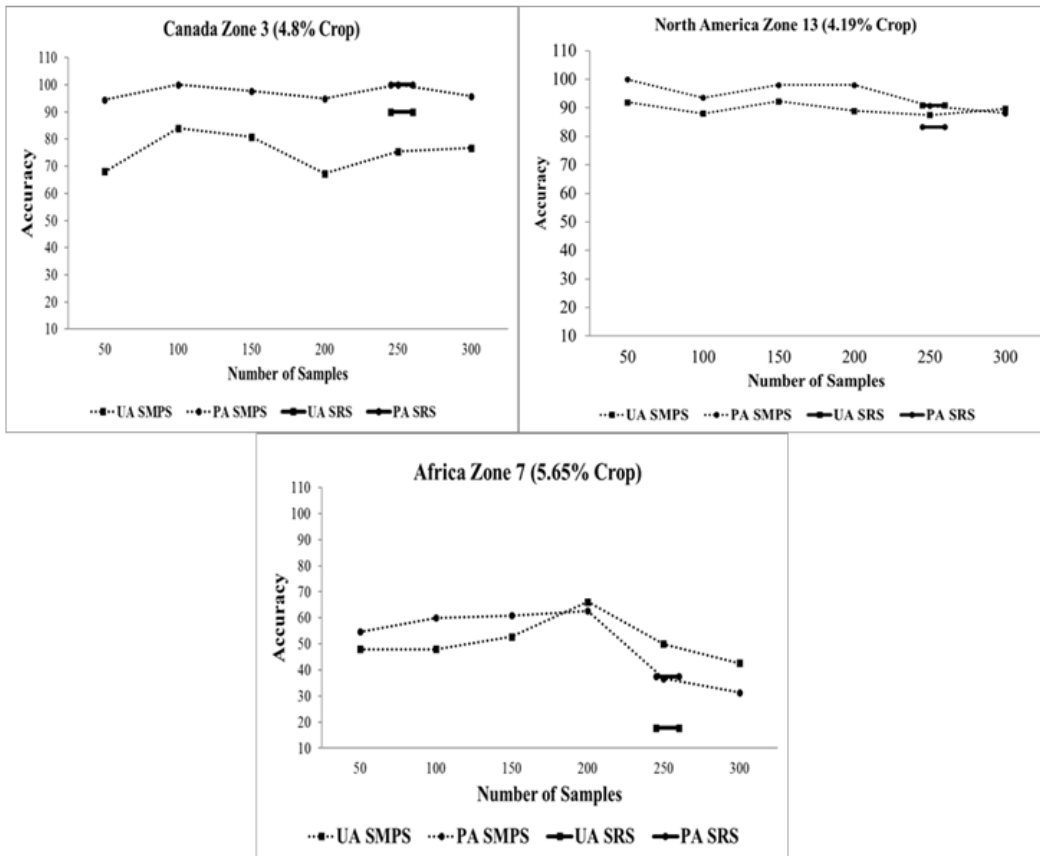 Canada Zone 3 (4.8% Crop)
110
100
90
80
70
60
50
40
30
20
10
Accuracy
50 100 150 200 250 300
Number of Samples
UA SMPS PA SMPS UA SRS PA SRS
North America Zone 13 (4.19% Crop)
110
100
90
80
70
60
50
40
30
20
10
Accuracy
50 100 150 200 250 300
Number of Samples
UA SMPS PA SMPS UA SRS PA SRS
Africa Zone 7 (5.65% Crop)
110
100
90
80
70
60
50
40
30
20
10
Accuracy
50 100 150 200 250 300
Number of Samples
UA SMPS PA SMPS UA SRS PA SRS